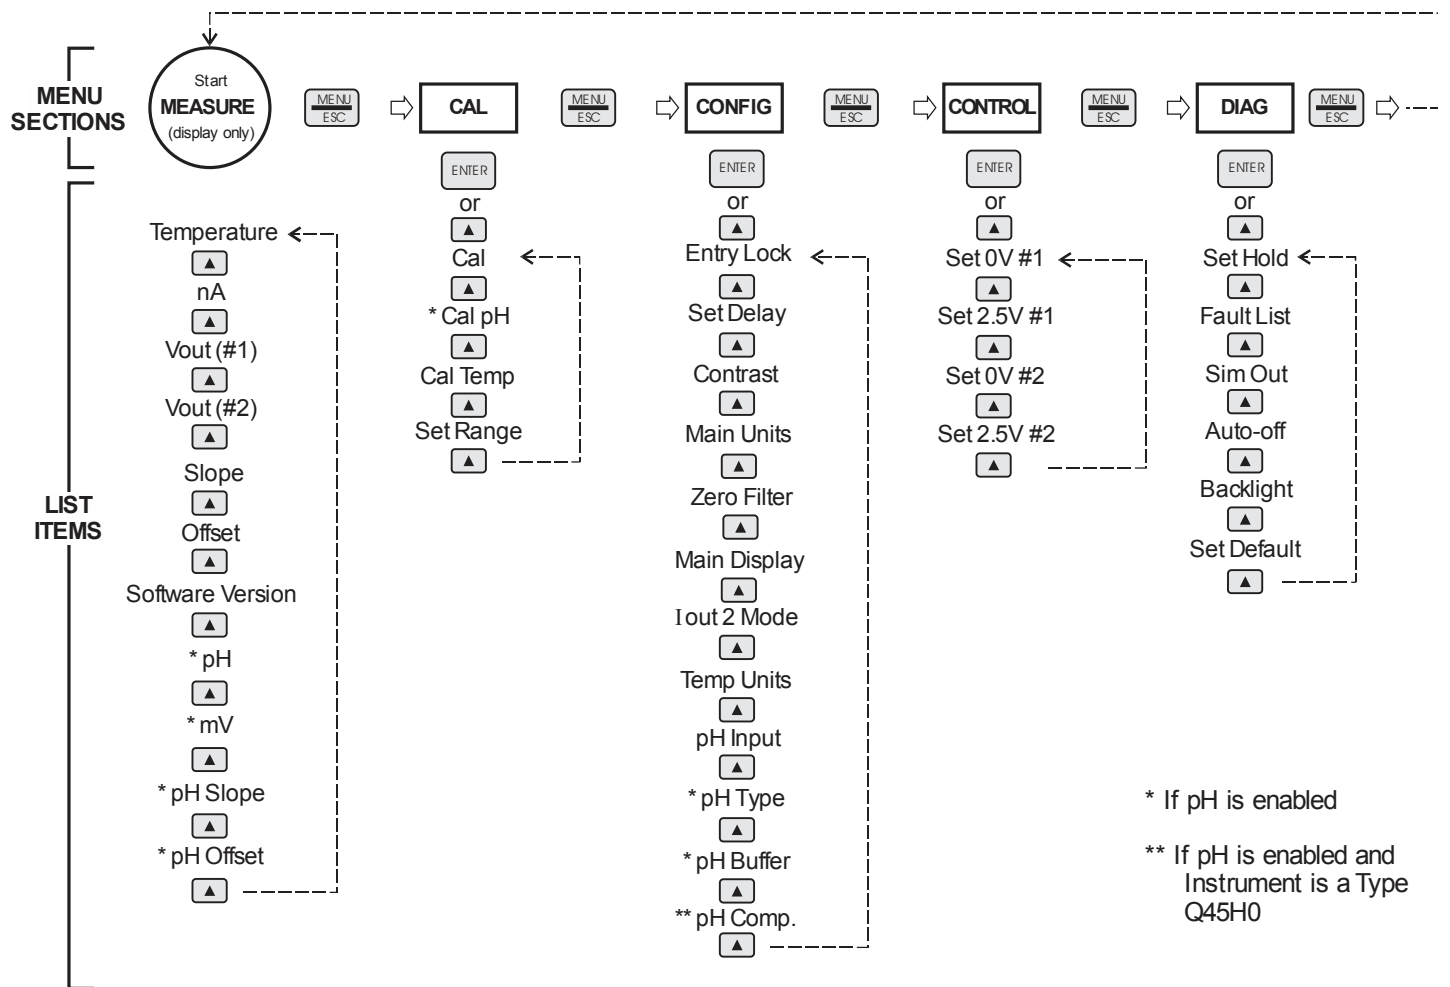 MENU
SECTIONS
Start
MEASURE
(display only)
MENU
ESC
CAL
MENU
ESC
CONFIG
MENU
ESC
CONTROL
MENU
ESC
DIAG
MENU
ESC
LIST
ITEMS
Temperature
nA
Vout (#1)
Vout (#2)
Slope
Offset
Software Version
* pH
* mV
* pH Slope
* pH Offset
ENTER
or
Cal
* Cal pH
Cal Temp
Set Range
ENTER
or
Entry Lock
Set Delay
Contrast
Main Units
Zero Filter
Main Display
Iout 2 Mode
Temp Units
pH Input
* pH Type
* pH Buffer
** pH Comp.
ENTER
or
Set 0V #1
Set 2.5V #1
Set 0V #2
Set 2.5V #2
ENTER
or
Set Hold
Fault List
Sim Out
Auto-off
Backlight
Set Default
* If pH is enabled
** If pH is enabled and
Instrument is a Type
Q45H0